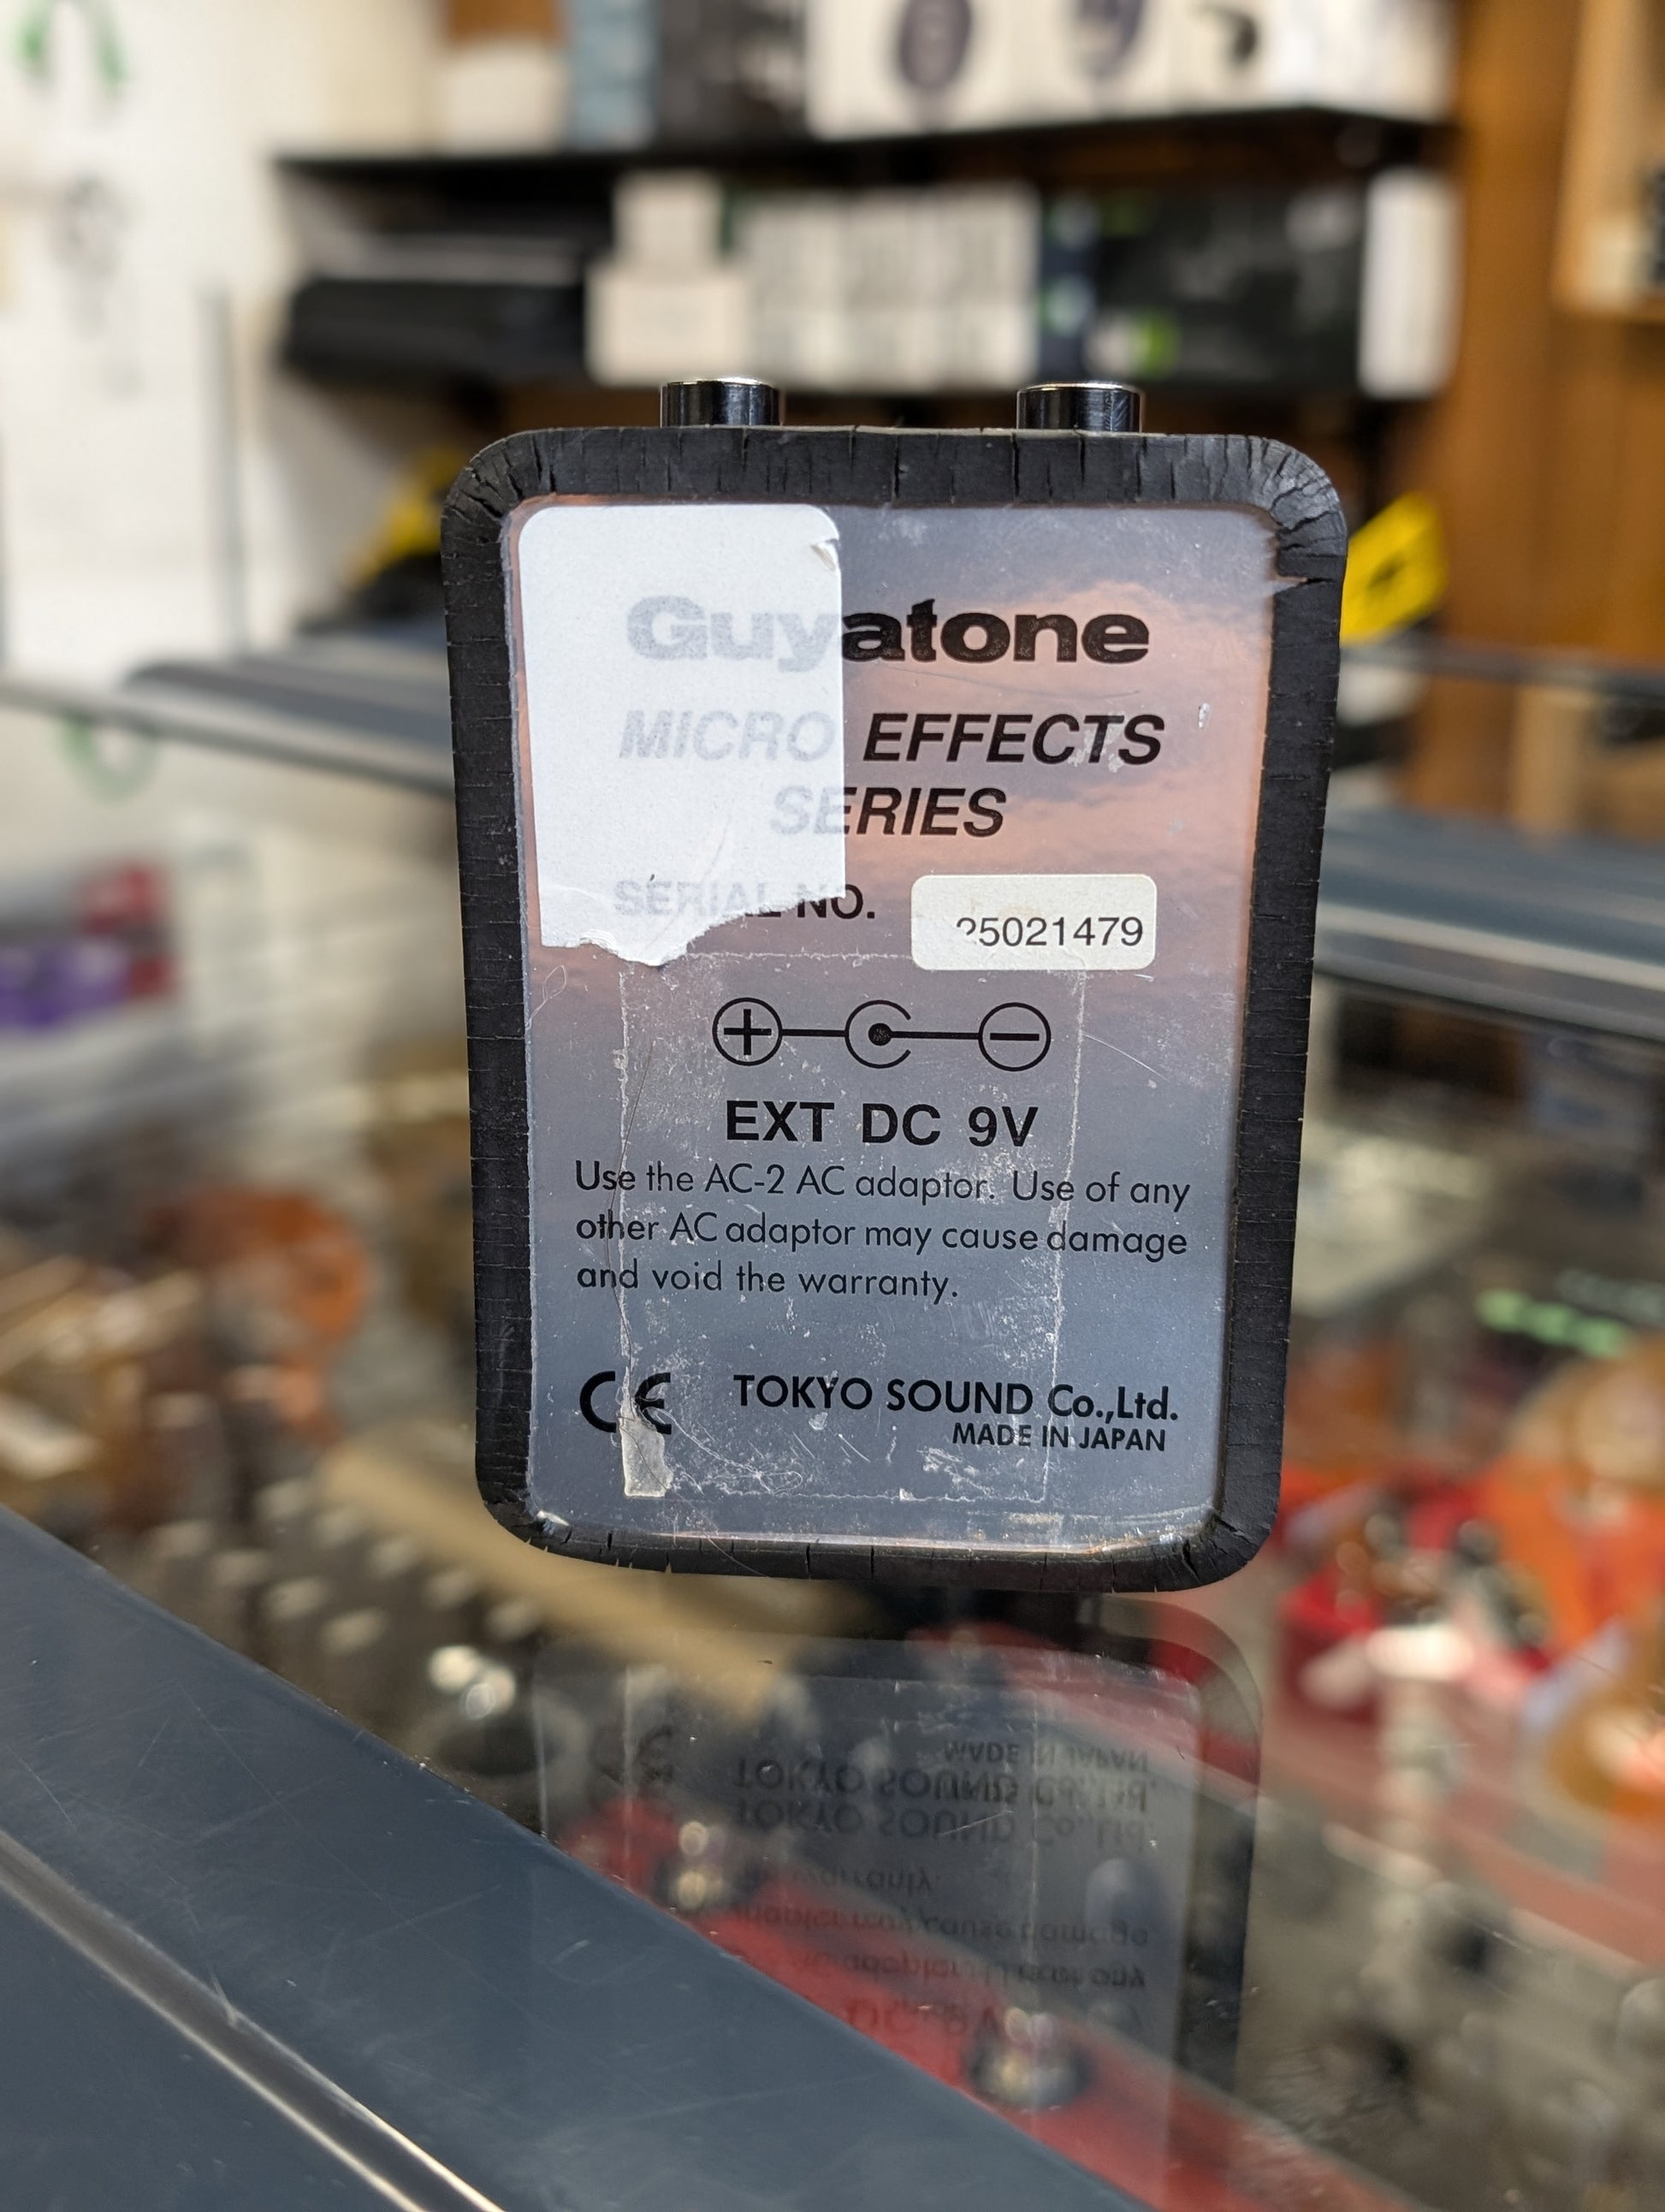 Guyatone
MICRO EFFECTS
SERIES
SERIAL NO. 25021479
EXT DC 9V
Use the AC-2 AC adaptor. Use of any
other AC adaptor may cause damage
and void the warranty.
CE TOKYO SOUND Co.,Ltd.
MADE IN JAPAN